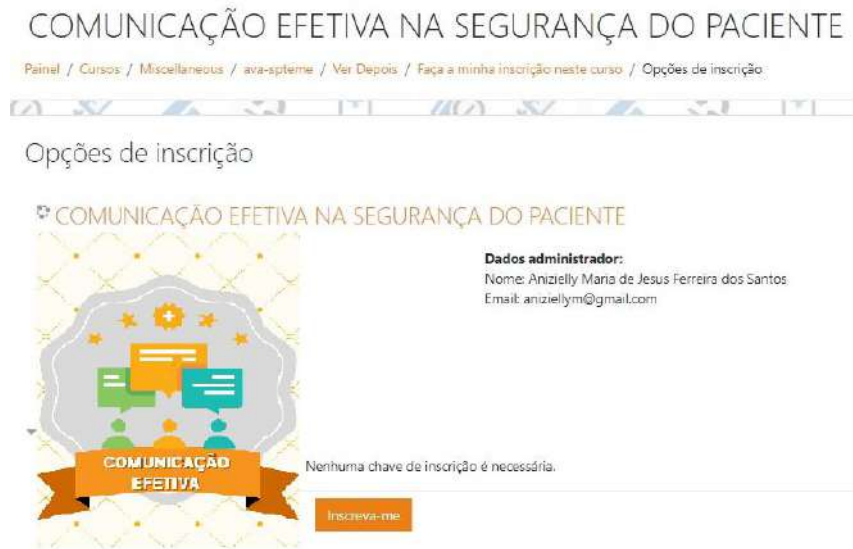 COMUNICAÇÃO EFETIVA NA SEGURANÇA DO PACIENTE
Painel / Cursos / Miscellaneous / ava-spteme / Ver Depois / Faça a minha inscrição neste curso / Opções de inscrição
Opções de inscrição
COMUNICAÇÃO EFETIVA NA SEGURANÇA DO PACIENTE
Dados administrador:
Nome: Anizielly Maria de Jesus Ferreira dos Santos
Email: aniziellym@gmail.com
COMUNICAÇÃO
EFETIVA
Nenhuma chave de inscrição é necessária.
Inscreva-me